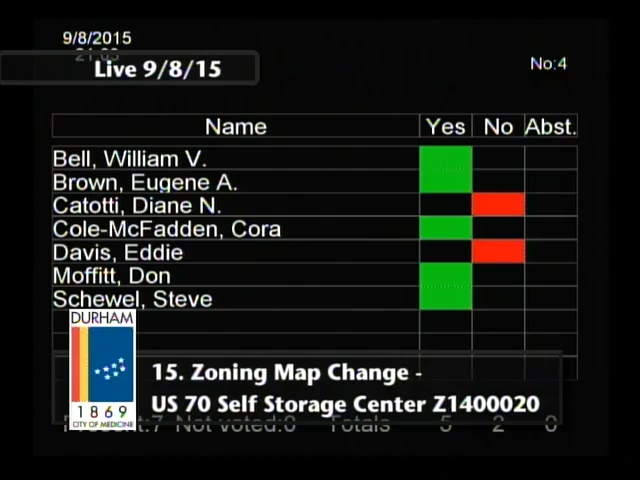 9/8/2015
Live 9/8/15
No:4
Name Yes No Abst.
Bell, William V.
Brown, Eugene A.
Catotti, Diane N.
Cole-McFadden, Cora
Davis, Eddie
Moffitt, Don
Schewel, Steve
DURHAM
1869
CITY OF MEDICINE
15. Zoning Map Change -
US 70 Self Storage Center Z1400020
:7 Not voted:0 Totals 5 2 0